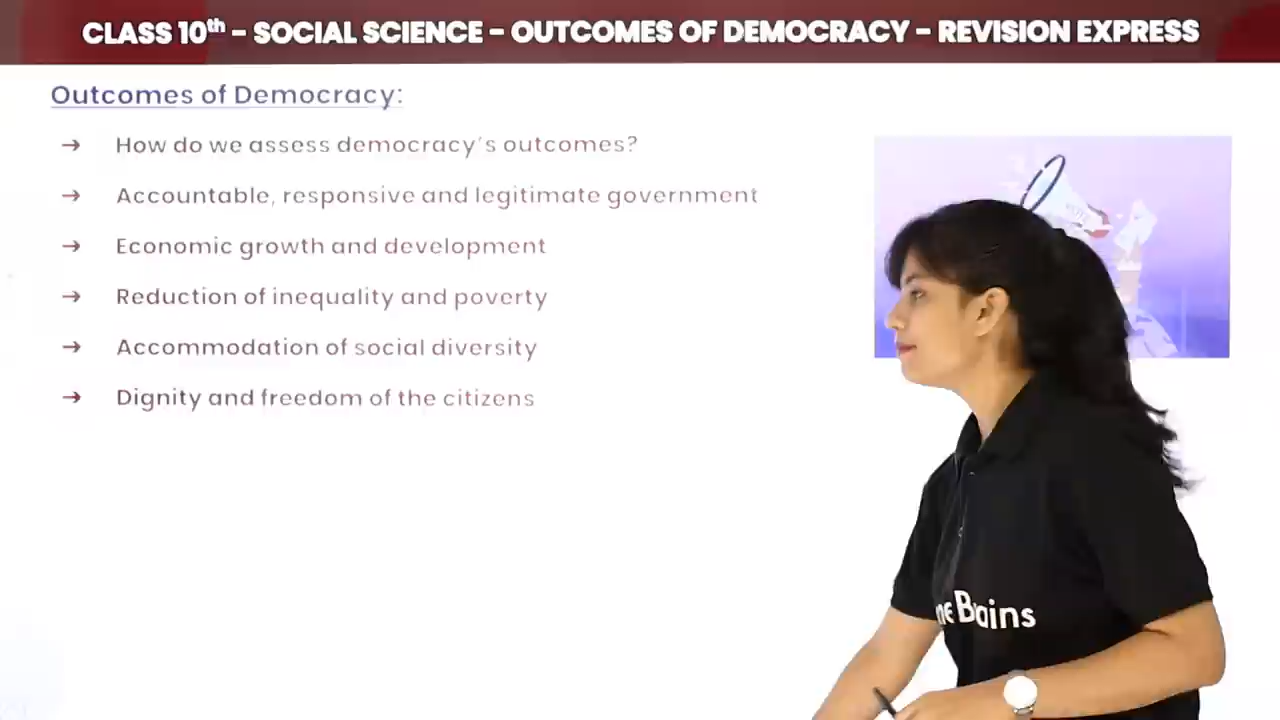 CLASS 10th - SOCIAL SCIENCE - OUTCOMES OF DEMOCRACY - REVISION EXPRESS
Outcomes of Democracy:
→ How do we assess democracy's outcomes?
→ Accountable, responsive and legitimate government
→ Economic growth and development
→ Reduction of inequality and poverty
→ Accommodation of social diversity
→ Dignity and freedom of the citizens
VOTE